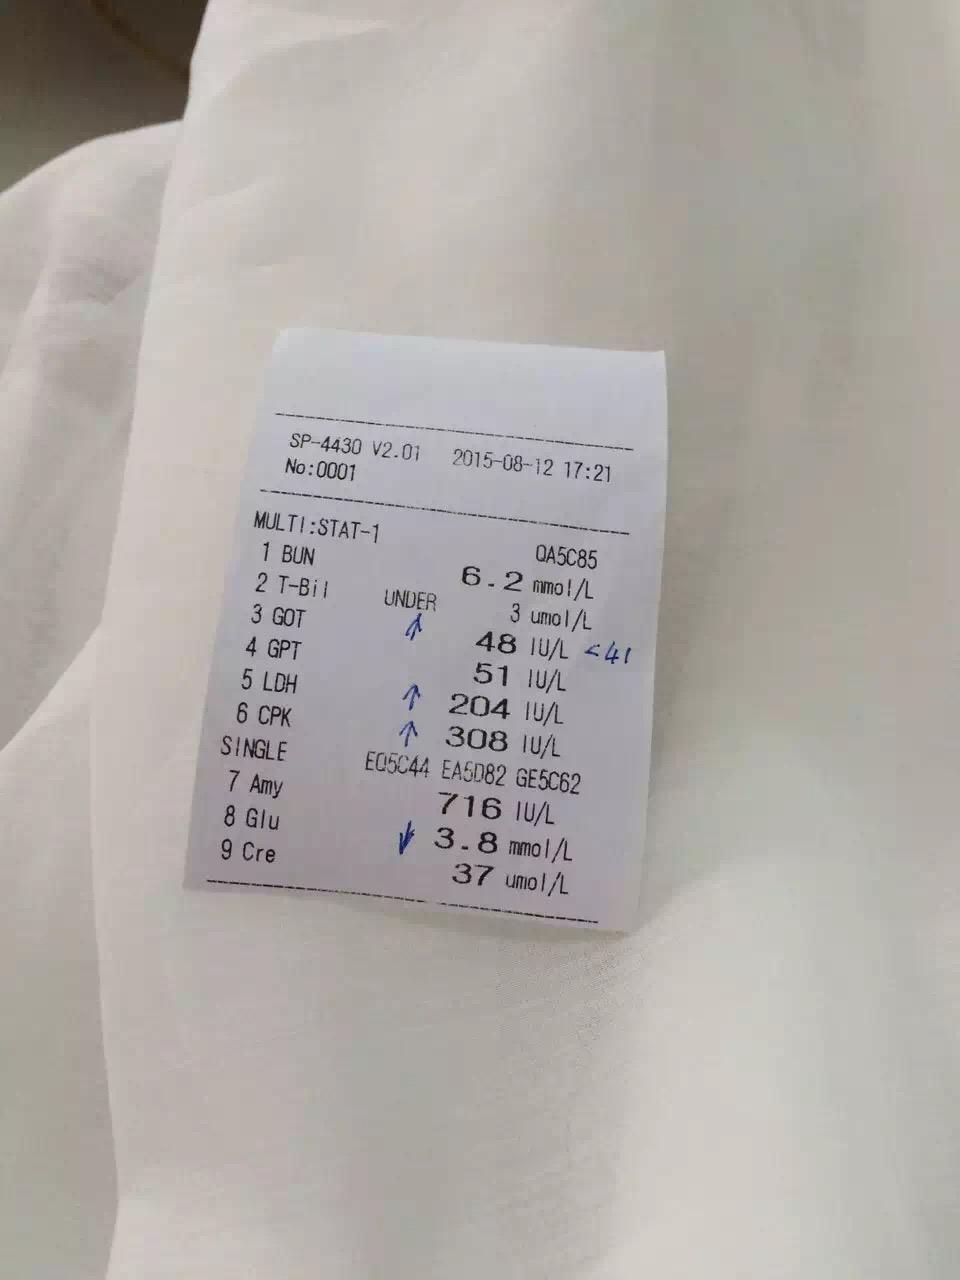 SP-4430 V2.01 2015-08-12 17:21
No:0001
MULTI:STAT-1 QA5C85
1 BUN 6.2 mmol/L
2 T-Bil UNDER 3 umol/L
3 GOT ↑ 48 IU/L <41
4 GPT 51 IU/L
5 LDH ↑ 204 IU/L
6 CPK ↑ 308 IU/L
SINGLE EQ5C44 EA5D82 GE5C62
7 Amy 716 IU/L
8 Glu ↓ 3.8 mmol/L
9 Cre 37 umol/L